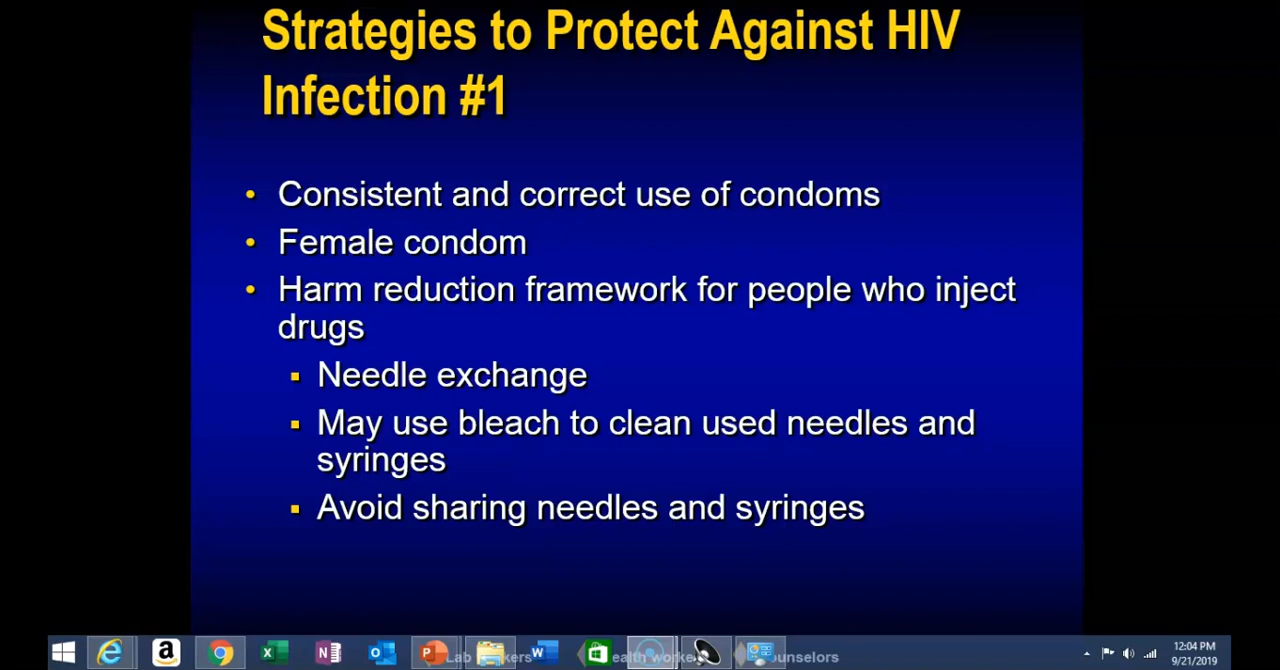 Strategies to Protect Against HIV
Infection #1
• Consistent and correct use of condoms
• Female condom
• Harm reduction framework for people who inject
drugs
▪ Needle exchange
▪ May use bleach to clean used needles and
syringes
▪ Avoid sharing needles and syringes
12:04 PM
9/21/2019